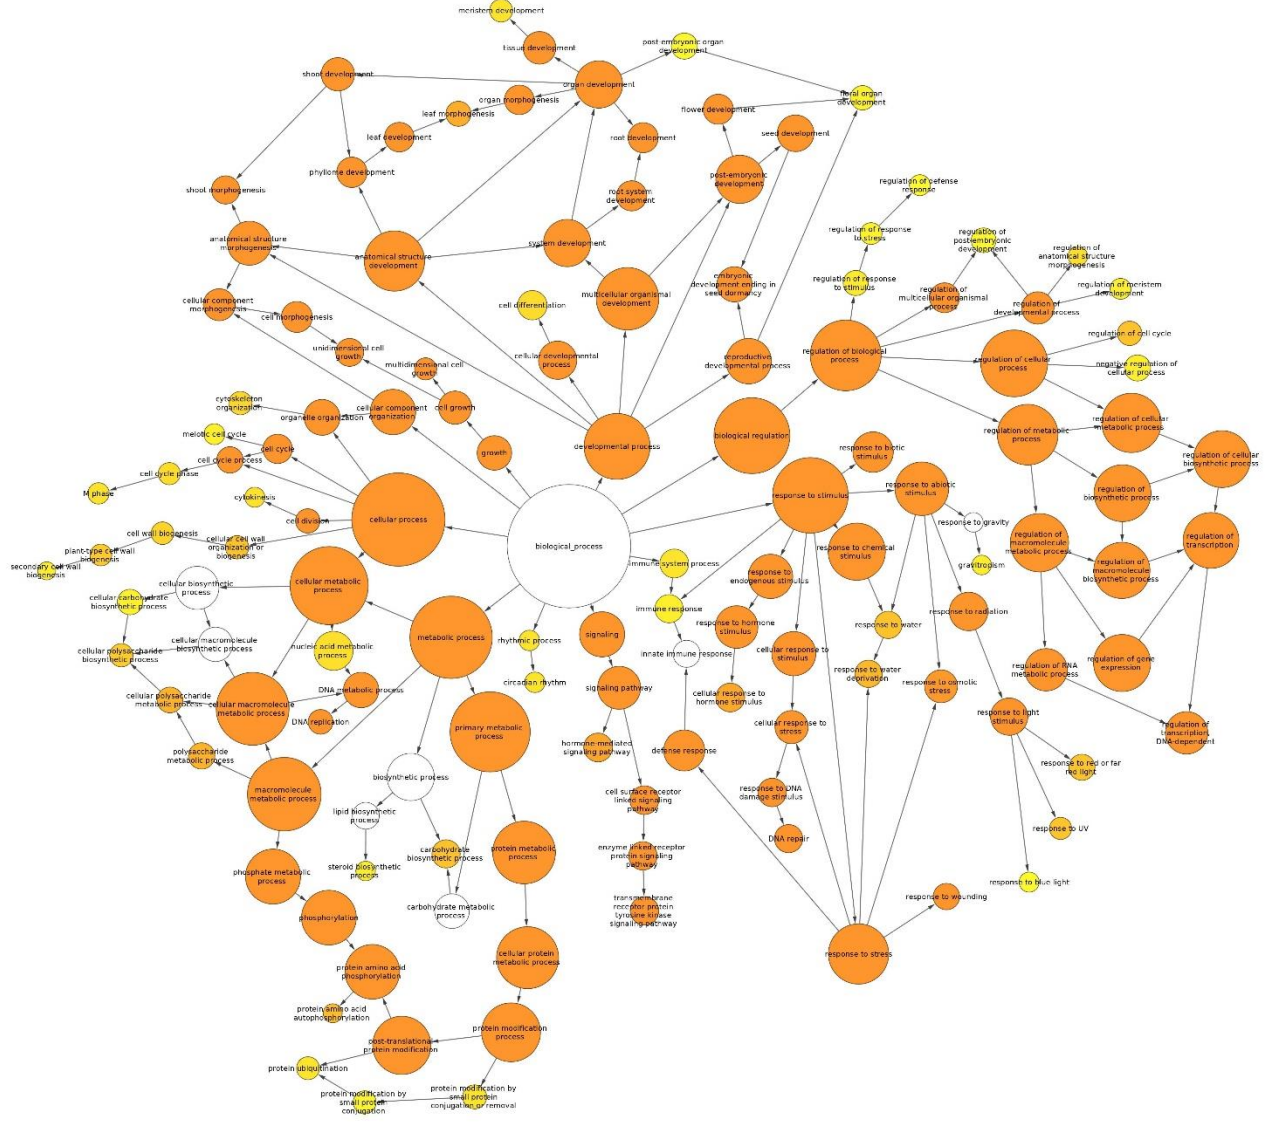 meristem development
tissue development
post-embryonic organ
development
shoot development
organ development
organ morphogenesis
leaf morphogenesis
floral organ
development
flower development
leaf development
root development
seed development
phyllome development
post-embryonic
development
shoot morphogenesis
root system
development
regulation of defense
response
anatomical structure
morphogenesis
system development
regulation of response
to stress
regulation of
post-embryonic
development
regulation of
anatomical structure
morphogenesis
anatomical structure
development
embryonic
development ending in
seed dormancy
regulation of response
to stimulus
regulation of
multicellular organismal
process
regulation of
developmental process
regulation of meristem
development
cellular component
morphogenesis
cell morphogenesis
cell differentiation
multicellular organismal
development
regulation of cell cycle
unidimensional cell
growth
multidimensional cell
growth
cellular developmental
process
reproductive
developmental process
regulation of biological
process
regulation of cellular
process
negative regulation of
cellular process
cytoskeleton
organization
organelle organization
cellular component
organization
cell growth
regulation of cellular
metabolic process
meiotic cell cycle
cell cycle
cell cycle process
growth
developmental process
biological regulation
regulation of metabolic
process
response to biotic
stimulus
regulation of cellular
biosynthetic process
cell cycle phase
M phase
cytokinesis
cell division
cellular process
response to stimulus
response to abiotic
stimulus
regulation of
biosynthetic process
response to gravity
cell wall biogenesis
cellular cell wall
organization or
biogenesis
plant-type cell wall
biogenesis
secondary cell wall
biogenesis
biological_process
response to chemical
stimulus
regulation of
macromolecule
metabolic process
regulation of
transcription
regulation of
macromolecule
biosynthetic process
gravitropism
immune system process
response to
endogenous stimulus
cellular biosynthetic
process
cellular metabolic
process
cellular carbohydrate
biosynthetic process
immune response
response to radiation
cellular macromolecule
biosynthetic process
cellular polysaccharide
biosynthetic process
nucleic acid metabolic
process
metabolic process
rhythmic process
signaling
innate immune response
response to hormone
stimulus
cellular response to
stimulus
response to water
response to water
deprivation
response to osmotic
stress
regulation of RNA
metabolic process
regulation of gene
expression
circadian rhythm
signaling pathway
cellular response to
hormone stimulus
DNA metabolic process
cellular polysaccharide
metabolic process
cellular macromolecule
metabolic process
DNA replication
primary metabolic
process
cellular response to
stress
response to light
stimulus
regulation of
transcription,
DNA-dependent
polysaccharide
metabolic process
hormone-mediated
signaling pathway
defense response
response to red or far
red light
biosynthetic process
macromolecule
metabolic process
cell surface receptor
linked signaling
pathway
response to DNA
damage stimulus
lipid biosynthetic
process
DNA repair
response to UV
carbohydrate
biosynthetic process
protein metabolic
process
enzyme linked receptor
protein signaling
pathway
phosphate metabolic
process
steroid biosynthetic
process
response to blue light
carbohydrate metabolic
process
transmembrane
receptor protein
tyrosine kinase
signaling pathway
response to wounding
phosphorylation
cellular protein
metabolic process
response to stress
protein amino acid
phosphorylation
protein amino acid
autophosphorylation
post-translational
protein modification
protein modification
process
protein ubiquitination
protein modification by
small protein
conjugation
protein modification by
small protein
conjugation or removal